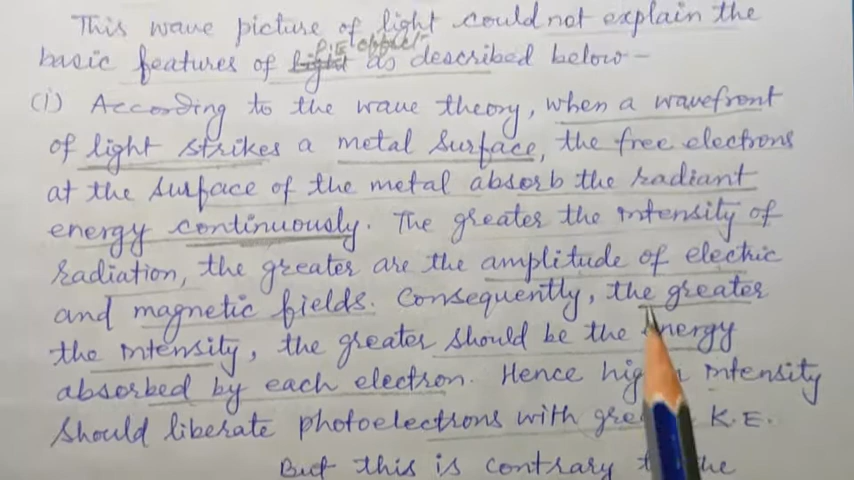 This wave picture of light could not explain the
P.E effect
basic features of light as described below -
(i) According to the wave theory, when a wavefront
of light strikes a metal surface, the free electrons
at the surface of the metal absorb the radiant
energy continuously. The greater the intensity of
radiation, the greater are the amplitude of electric
and magnetic fields. Consequently, the greater
the intensity, the greater should be the energy
absorbed by each electron. Hence high intensity
should liberate photoelectrons with K.E.
But this is contrary the